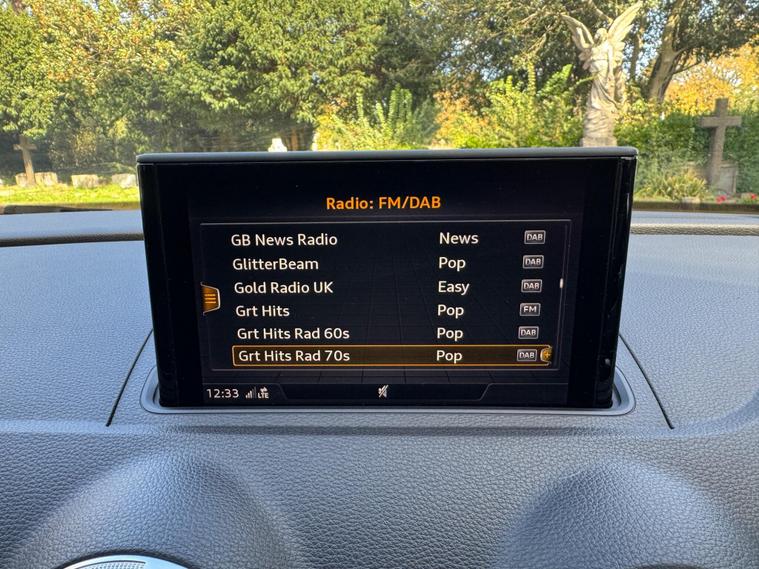 Radio: FM/DAB
GB News Radio News DAB
GlitterBeam Pop DAB
Gold Radio UK Easy DAB
Grt Hits Pop FM
Grt Hits Rad 60s Pop DAB
Grt Hits Rad 70s Pop DAB
12:33 LTE